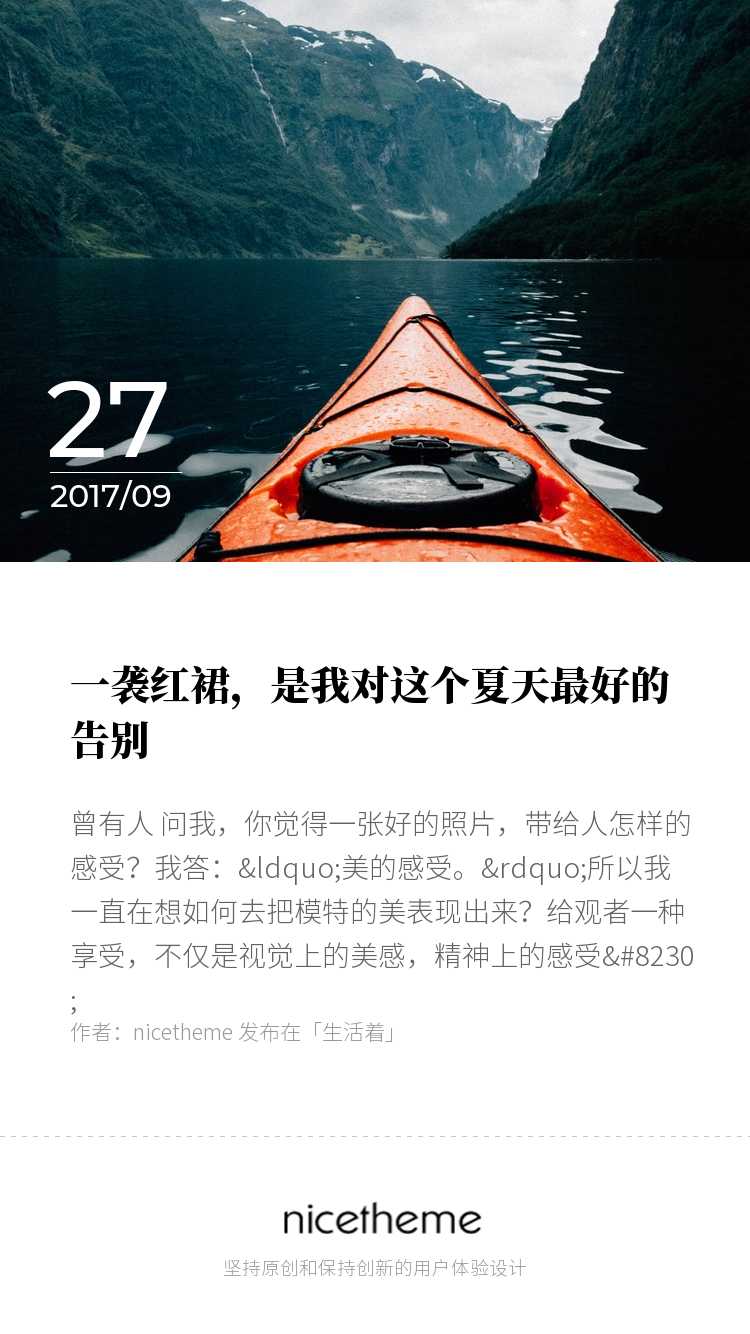 27
2017/09
一袭红裙，是我对这个夏天最好的
告别
曾有人 问我，你觉得一张好的照片，带给人怎样的
感受？我答：&ldquo;美的感受。&rdquo;所以我
一直在想如何去把模特的美表现出来？给观者一种
享受，不仅是视觉上的美感，精神上的感受&#8230
;
作者：nicetheme 发布在「生活着」
nicetheme
坚持原创和保持创新的用户体验设计